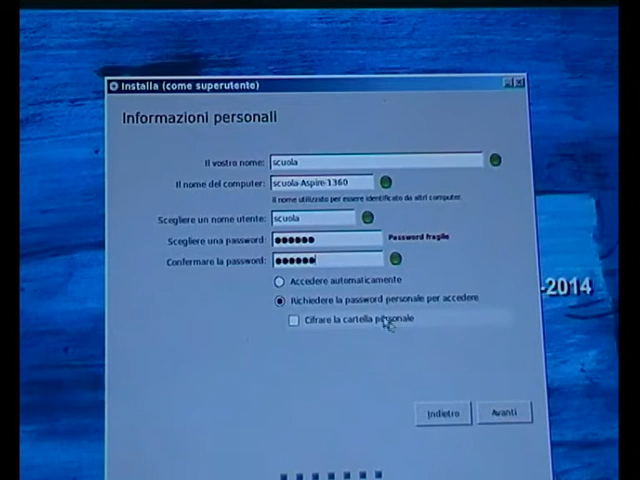 Installa (come superutente)
Informazioni personali
Il vostro nome: scuola
Il nome del computer: scuola-Aspire-1360
Il nome utilizzato per essere identificato da altri computer.
Scegliere un nome utente: scuola
Scegliere una password: ●●●●●● Password fragile
Confermare la password: ●●●●●●
Accedere automaticamente
Richiedere la password personale per accedere
Cifrare la cartella personale
-2014
Indietro Avanti